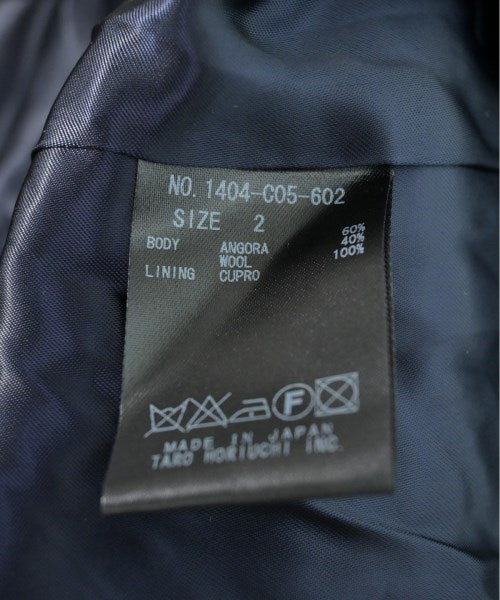 NO. 1404-C05-602
SIZE 2
BODY ANGORA 60%
WOOL 40%
LINING CUPRO 100%
F
MADE IN JAPAN
TARO HORIUCHI INC.